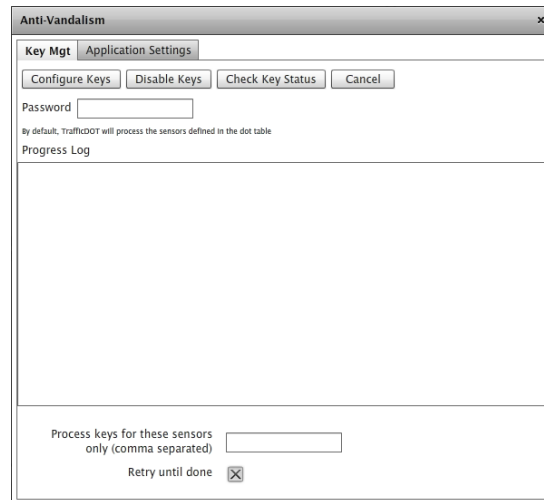 Anti-Vandalism x
Key Mgt Application Settings
Configure Keys Disable Keys Check Key Status Cancel
Password
By default, TrafficDOT will process the sensors defined in the dot table
Progress Log
Process keys for these sensors
only (comma separated)
Retry until done